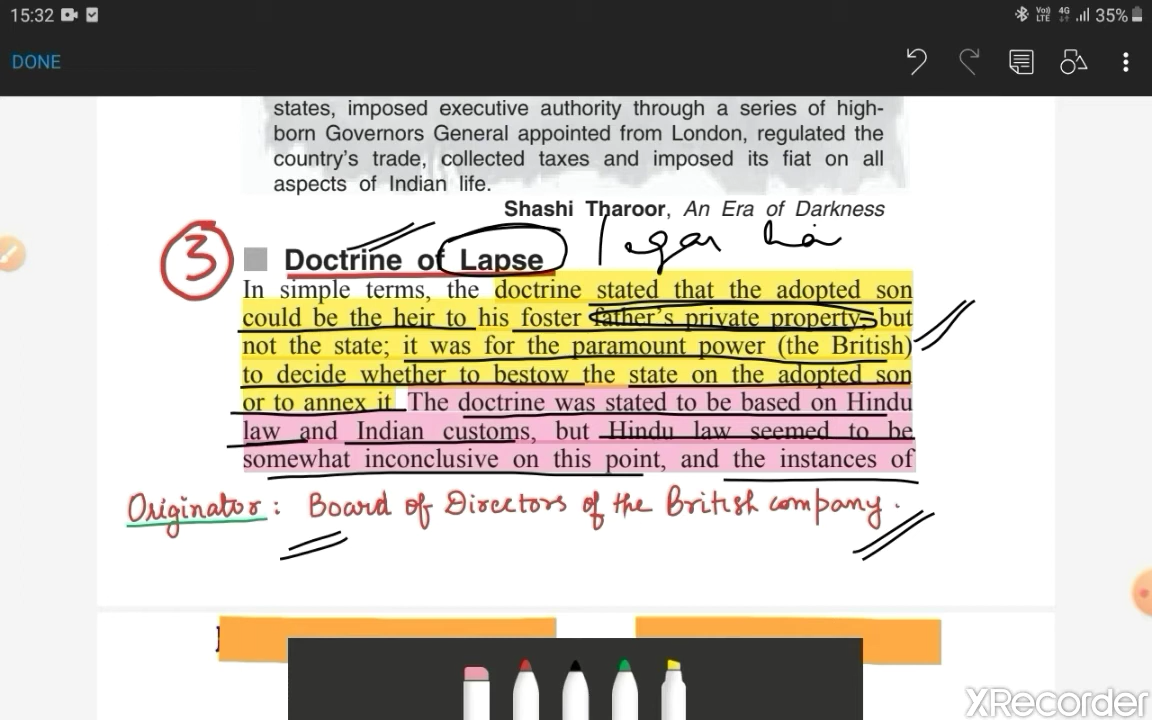 15:32
VoD) LTE 4G 35%
DONE
states, imposed executive authority through a series of high-
born Governors General appointed from London, regulated the
country's trade, collected taxes and imposed its fiat on all
aspects of Indian life.
Shashi Tharoor, An Era of Darkness
3
Doctrine of Lapse
In simple terms, the doctrine stated that the adopted son
could be the heir to his foster father's private property, but
not the state; it was for the paramount power (the British)
to decide whether to bestow the state on the adopted son
or to annex it. The doctrine was stated to be based on Hindu
law and Indian customs, but Hindu law seemed to be
somewhat inconclusive on this point, and the instances of
Originator: Board of Directors of the British company.
XRecorder